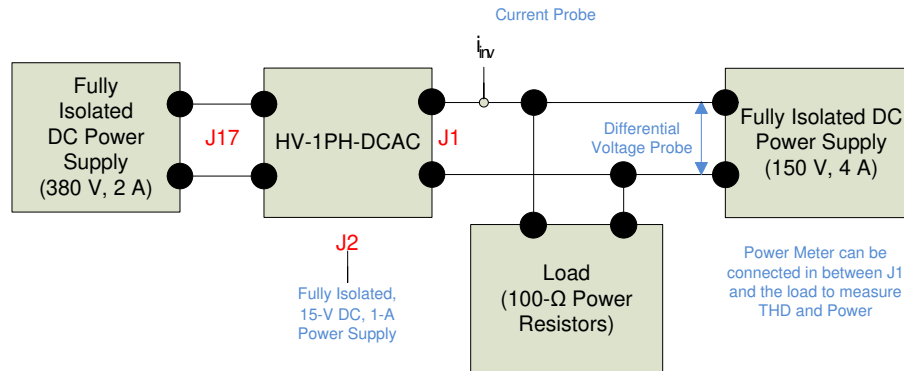 Current Probe
i_inv
Fully
Isolated
DC Power
Supply
(380 V, 2 A)
J17
HV-1PH-DCAC
J1
Differential
Voltage Probe
Fully Isolated DC
Power Supply
(150 V, 4 A)
J2
Fully Isolated,
15-V DC, 1-A
Power Supply
Load
(100-Ω Power
Resistors)
Power Meter can be
connected in between J1
and the load to measure
THD and Power